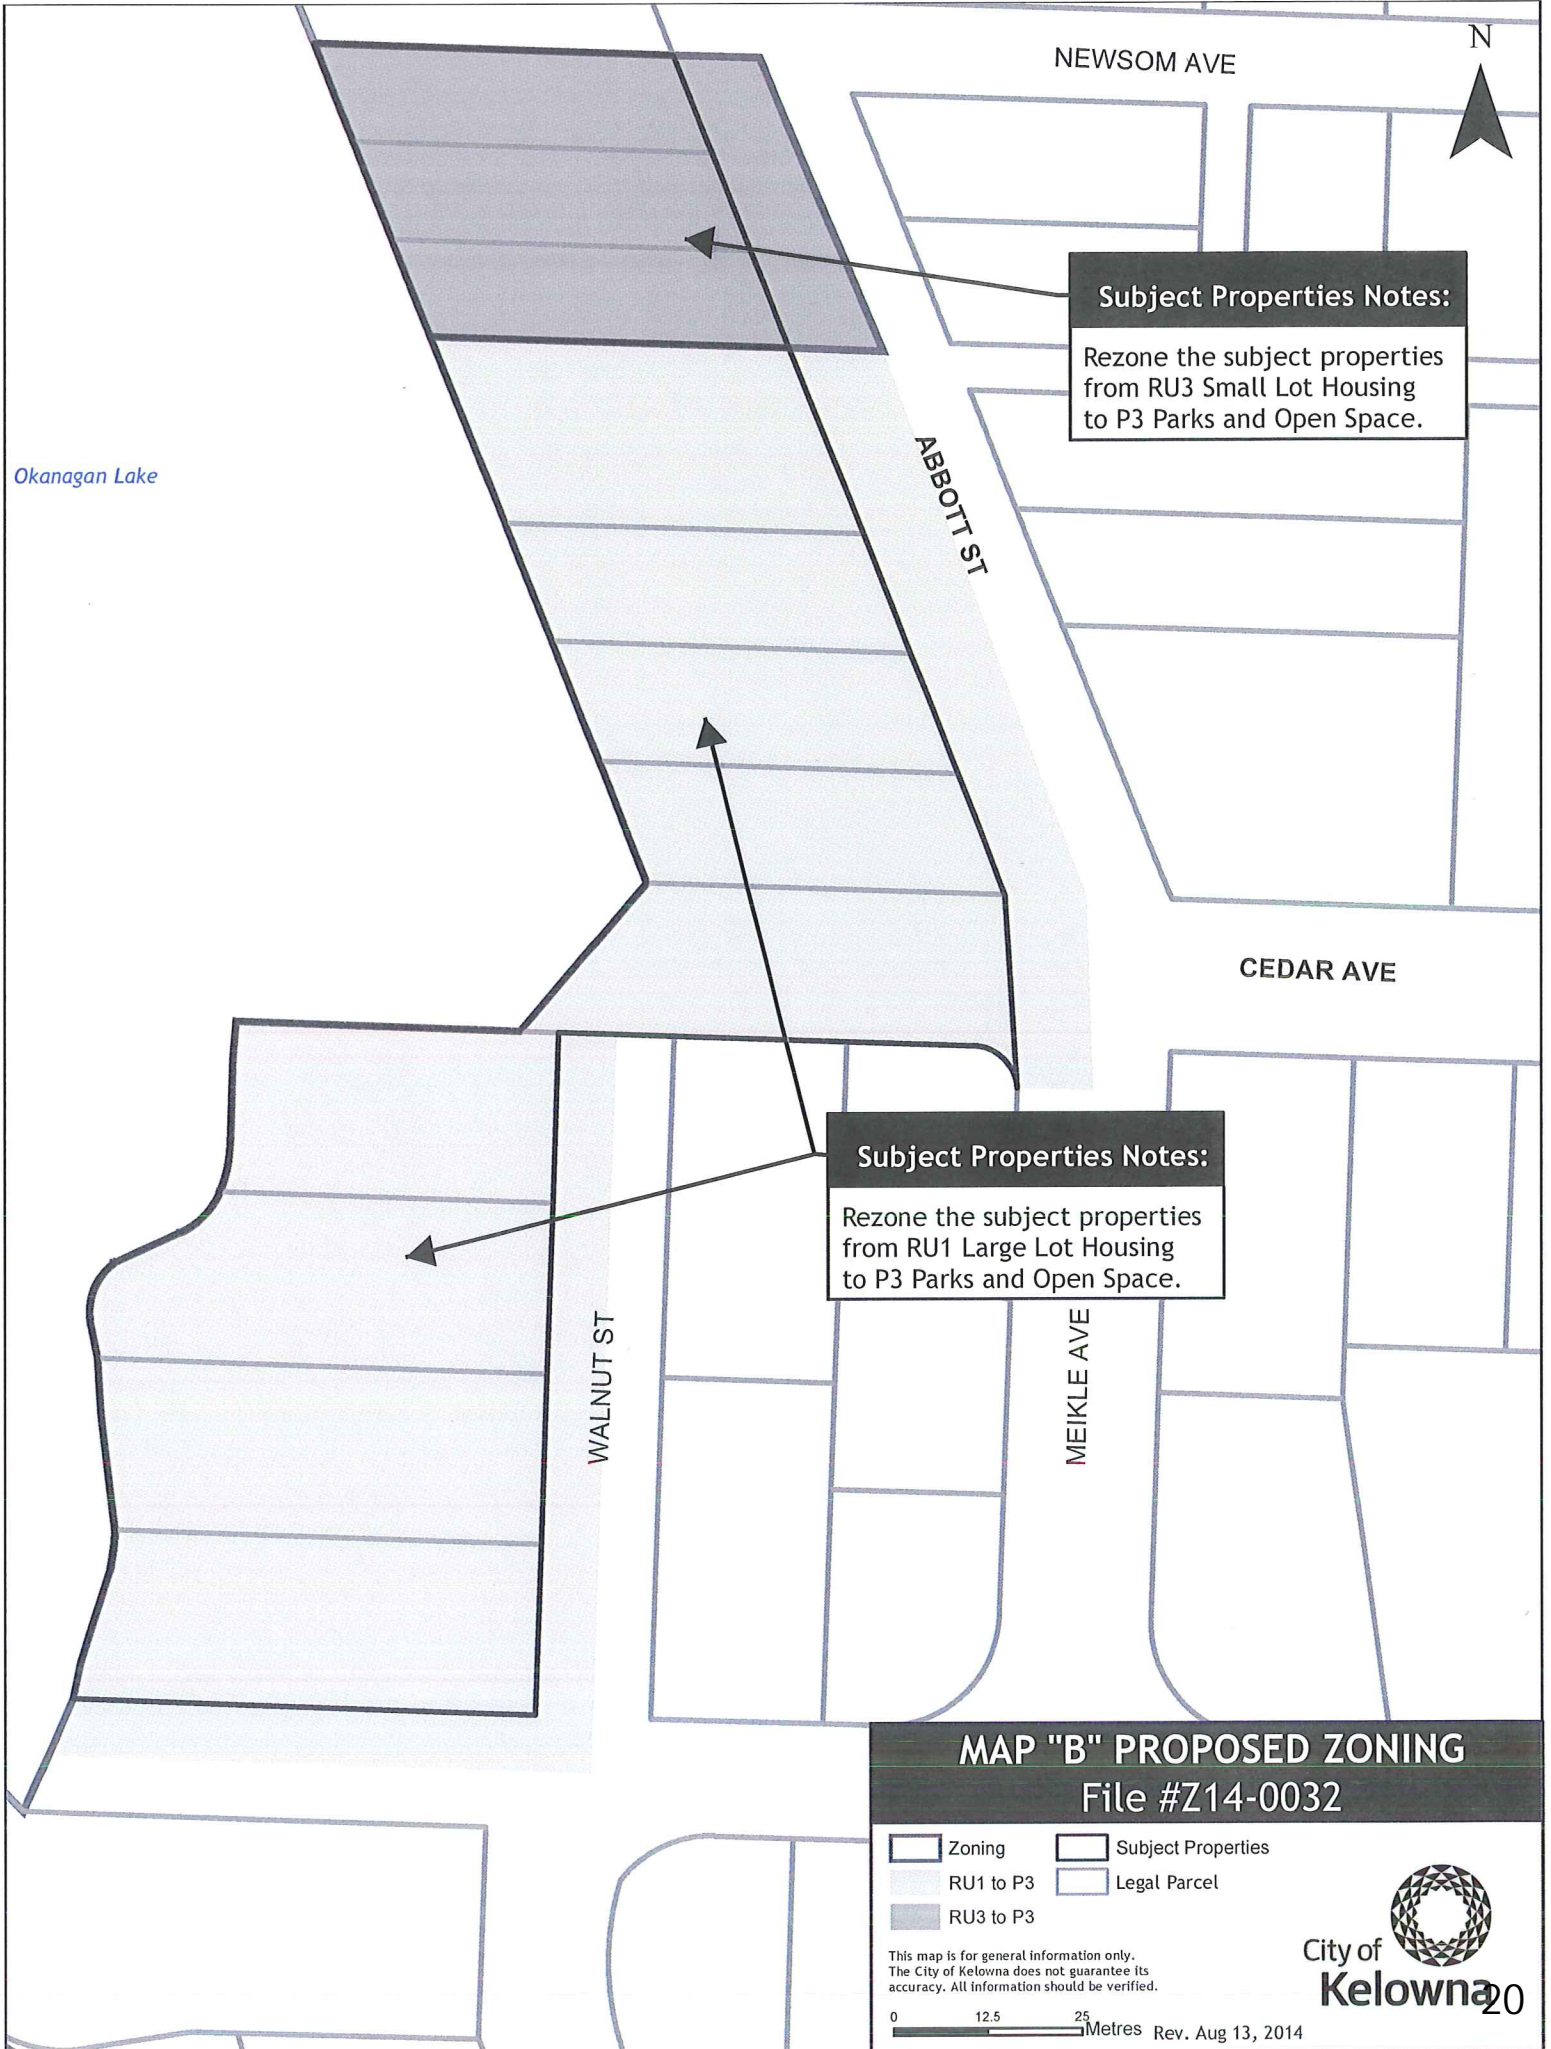 NEWSOM AVE
N
Subject Properties Notes:
Rezone the subject properties
from RU3 Small Lot Housing
to P3 Parks and Open Space.
Okanagan Lake
ABBOTT ST
CEDAR AVE
Subject Properties Notes:
Rezone the subject properties
from RU1 Large Lot Housing
to P3 Parks and Open Space.
WALNUT ST
MEIKLE AVE
MAP "B" PROPOSED ZONING
File #Z14-0032
Zoning
Subject Properties
RU1 to P3
Legal Parcel
RU3 to P3
This map is for general information only.
The City of Kelowna does not guarantee its
accuracy. All information should be verified.
City of
Kelowna
20
0 12.5 25
Metres
Rev. Aug 13, 2014